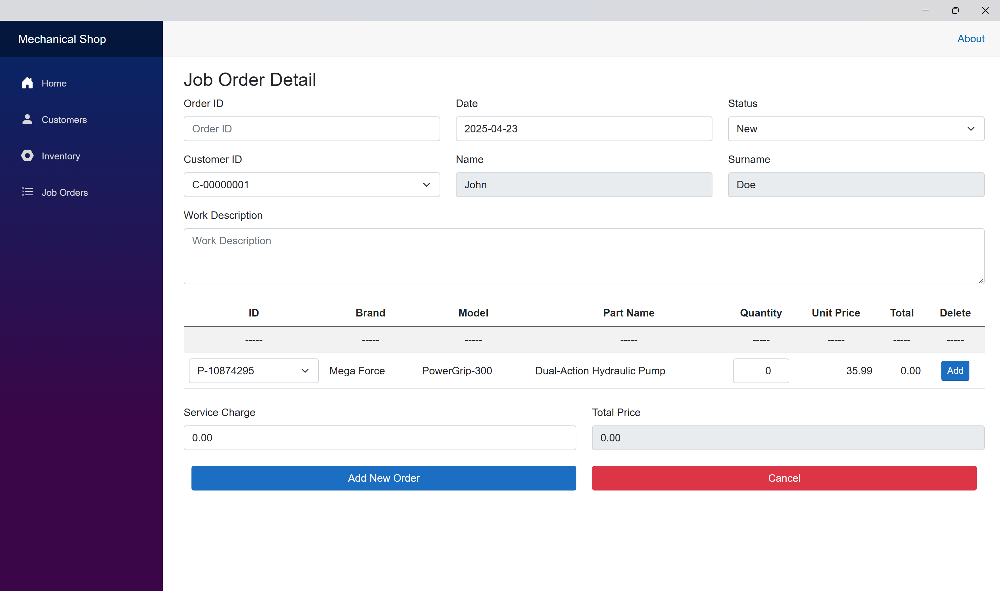 Mechanical Shop
About
Home
Customers
Inventory
Job Orders
Job Order Detail
Order ID Date Status
Order ID 2025-04-23 New
Customer ID Name Surname
C-00000001 John Doe
Work Description
Work Description
ID Brand Model Part Name Quantity Unit Price Total Delete
----- ----- ----- ----- ----- ----- ----- -----
P-10874295 Mega Force PowerGrip-300 Dual-Action Hydraulic Pump 0 35.99 0.00 Add
Service Charge Total Price
0.00 0.00
Add New Order Cancel